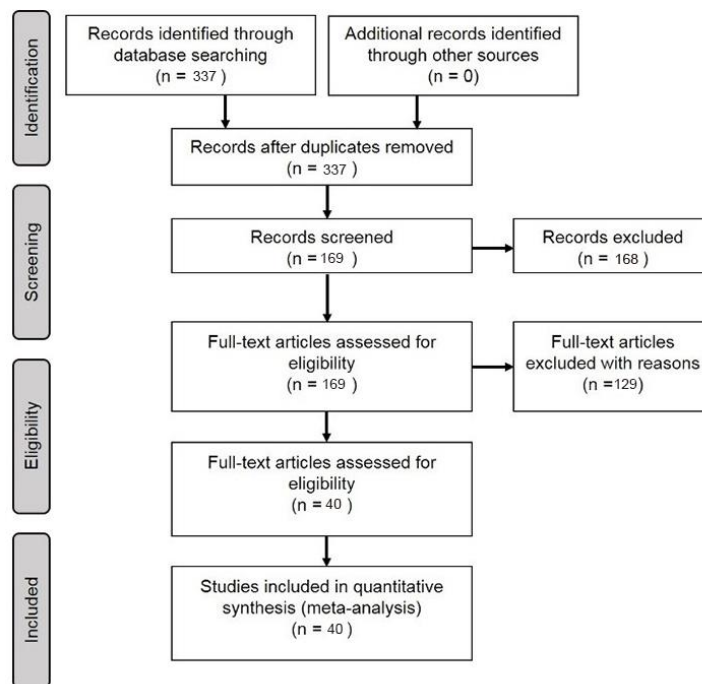 Identification
Records identified through
database searching
(n = 337)
Additional records identified
through other sources
(n = 0)
Records after duplicates removed
(n = 337 )
Screening
Records screened
(n = 169 )
Records excluded
(n = 168 )
Eligibility
Full-text articles assessed for
eligibility
(n = 169 )
Full-text articles
excluded with reasons
(n =129)
Full-text articles assessed for
eligibility
(n = 40 )
Included
Studies included in quantitative
synthesis (meta-analysis)
(n = 40 )